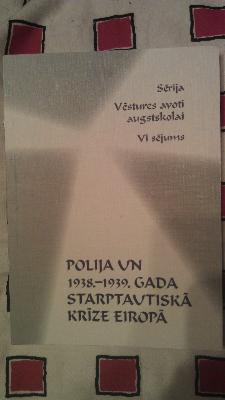 Sērija
Vēstures avoti
augstskolai
VI sējums
POLIJA UN
1938.–1939. GADA
STARPTAUTISKĀ
KRĪZE EIROPĀ